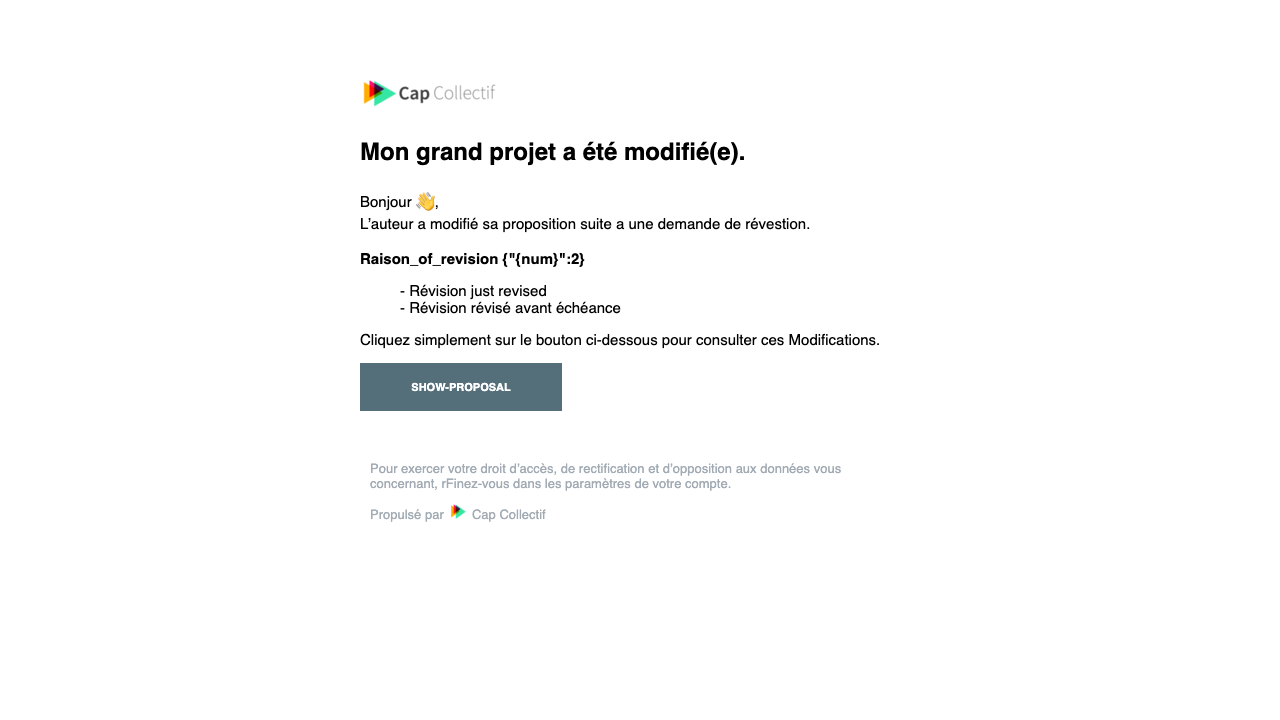 Cap Collectif
Mon grand projet a été modifié(e).
Bonjour 👋,
L’auteur a modifié sa proposition suite a une demande de révestion.
Raison_of_revision {"{num}":2}
- Révision just revised
- Révision révisé avant échéance
Cliquez simplement sur le bouton ci-dessous pour consulter ces Modifications.
SHOW-PROPOSAL
Pour exercer votre droit d’accès, de rectification et d’opposition aux données vous
concernant, rFinez-vous dans les paramètres de votre compte.
Propulsé par Cap Collectif